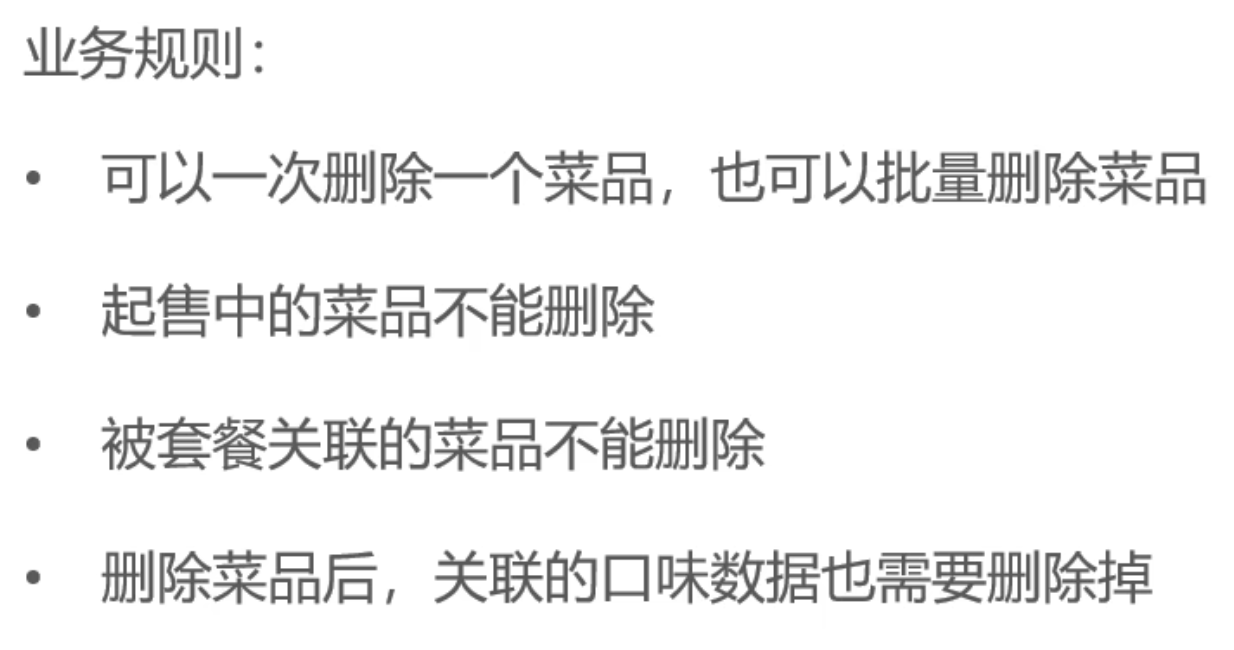 业务规则：
• 可以一次删除一个菜品，也可以批量删除菜品
• 起售中的菜品不能删除
• 被套餐关联的菜品不能删除
• 删除菜品后，关联的口味数据也需要删除掉